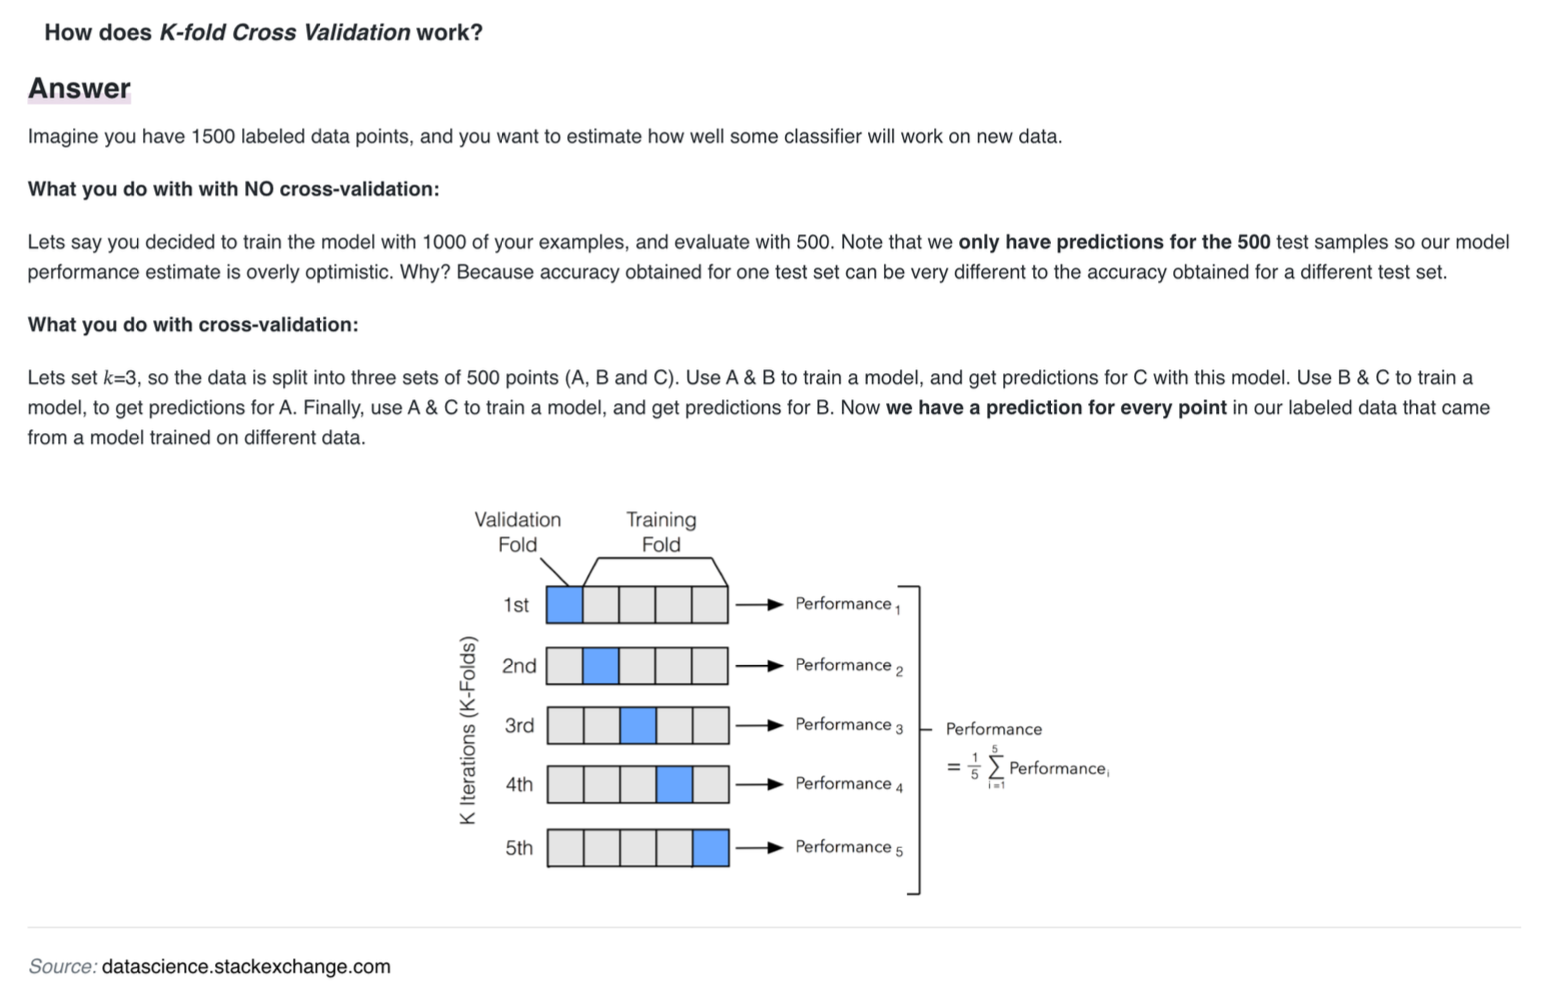 How does K-fold Cross Validation work?
Answer
Imagine you have 1500 labeled data points, and you want to estimate how well some classifier will work on new data.
What you do with with NO cross-validation:
Lets say you decided to train the model with 1000 of your examples, and evaluate with 500. Note that we only have predictions for the 500 test samples so our model
performance estimate is overly optimistic. Why? Because accuracy obtained for one test set can be very different to the accuracy obtained for a different test set.
What you do with cross-validation:
Lets set k=3, so the data is split into three sets of 500 points (A, B and C). Use A & B to train a model, and get predictions for C with this model. Use B & C to train a
model, to get predictions for A. Finally, use A & C to train a model, and get predictions for B. Now we have a prediction for every point in our labeled data that came
from a model trained on different data.
Validation
Fold
Training
Fold
K Iterations (K-Folds)
1st
Performance 1
2nd
Performance 2
3rd
Performance 3
4th
Performance 4
5th
Performance 5
Performance
= 1/5 5 ∑ i=1 Performance i
Source: datascience.stackexchange.com